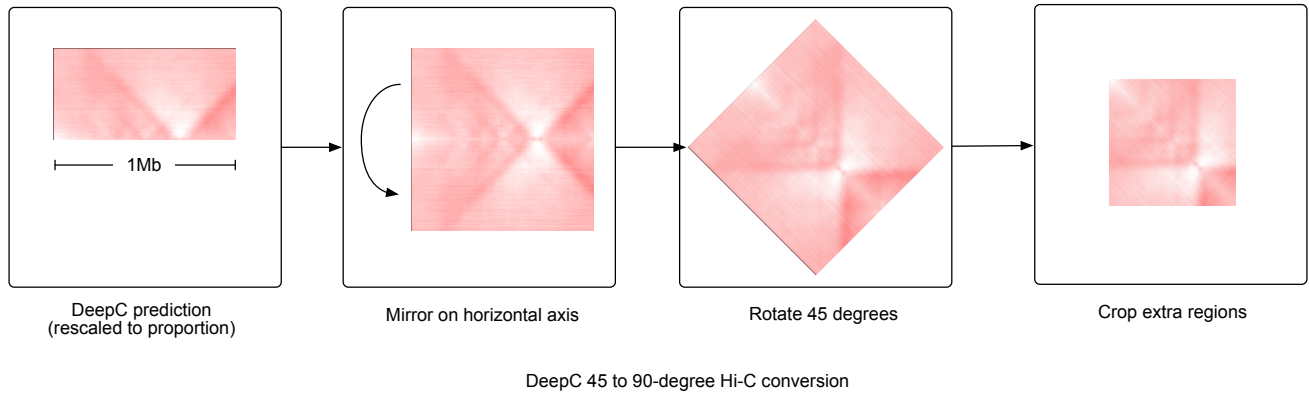 1Mb
DeepC prediction
(rescaled to proportion)
Mirror on horizontal axis
Rotate 45 degrees
Crop extra regions
DeepC 45 to 90-degree Hi-C conversion